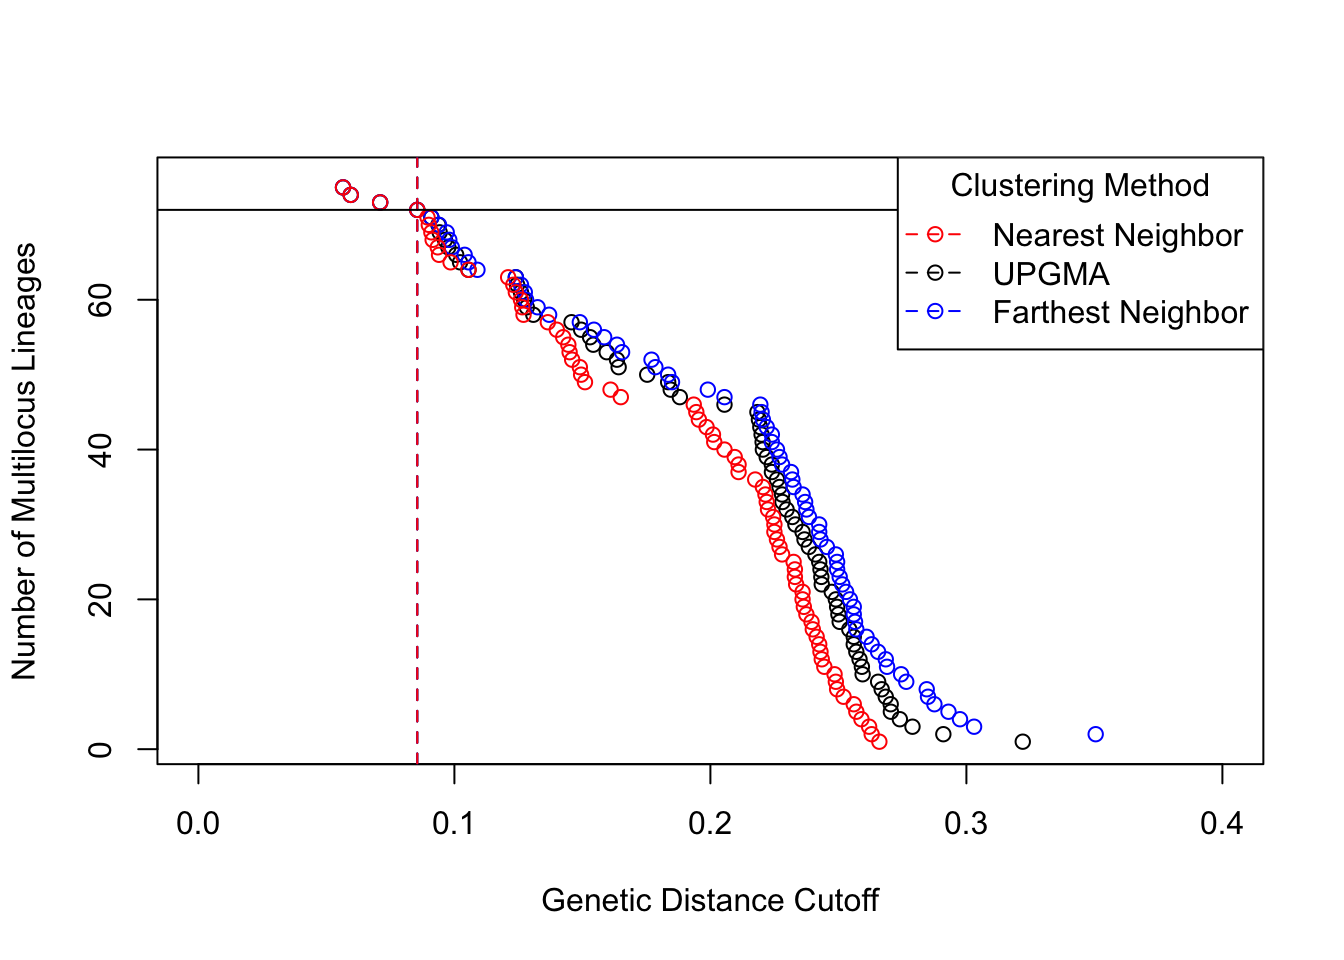 Clustering Method
Nearest Neighbor
UPGMA
Farthest Neighbor
Number of Multilocus Lineages
60
40
20
0
0.0 0.1 0.2 0.3 0.4
Genetic Distance Cutoff